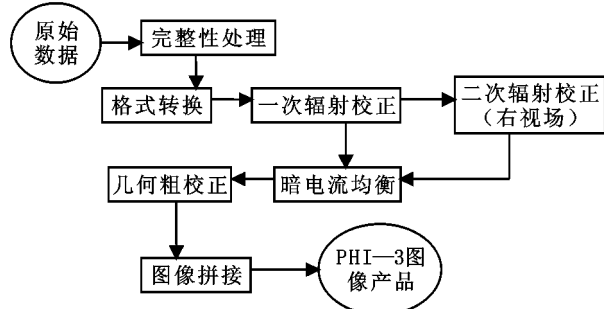 原始
数据
完整性处理
格式转换
一次辐射校正
二次辐射校正
(右视场)
几何粗校正
暗电流均衡
图像拼接
PHI—3图
像产品